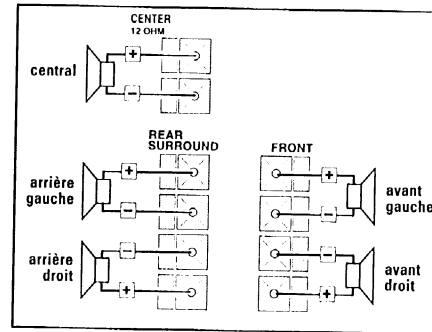 CENTER
12 OHM
+
central
−
REAR
SURROUND
FRONT
+
+
arrière
gauche
avant
gauche
−
−
−
−
arrière
droit
avant
droit
+
+